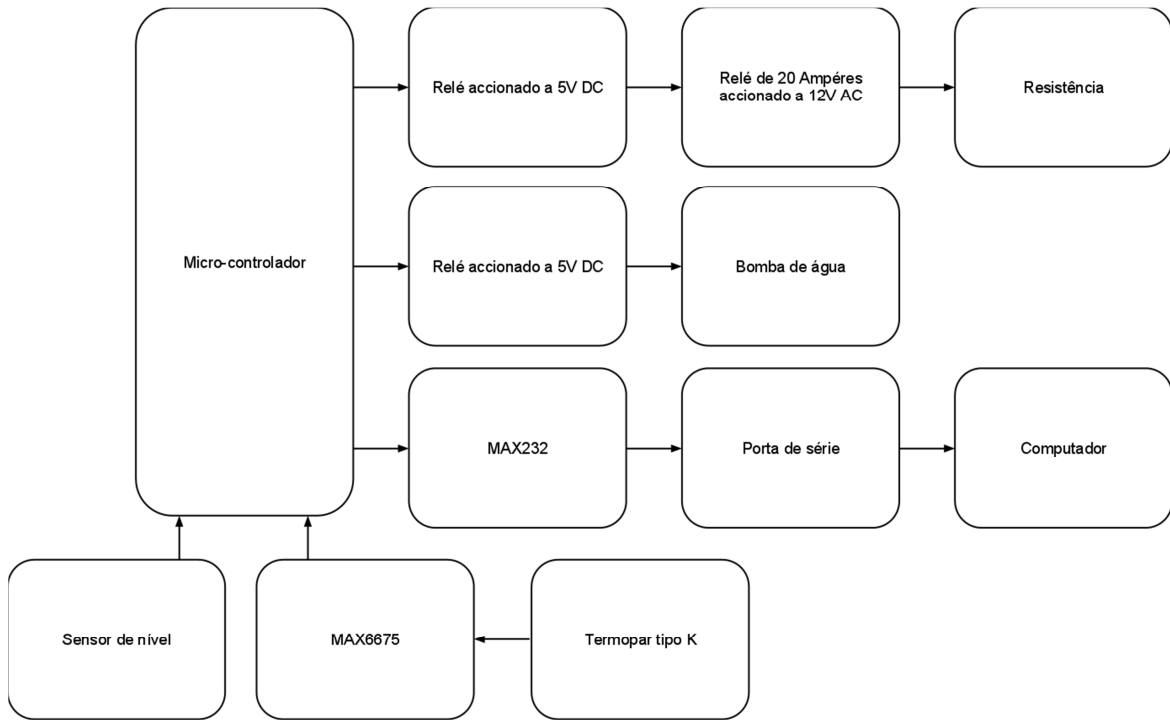 Relé accionado a 5V DC
Relé de 20 Ampéres
accionado a 12V AC
Resistência
Micro-controlador
Relé accionado a 5V DC
Bomba de água
MAX232
Porta de série
Computador
Sensor de nível
MAX6675
Termopar tipo K